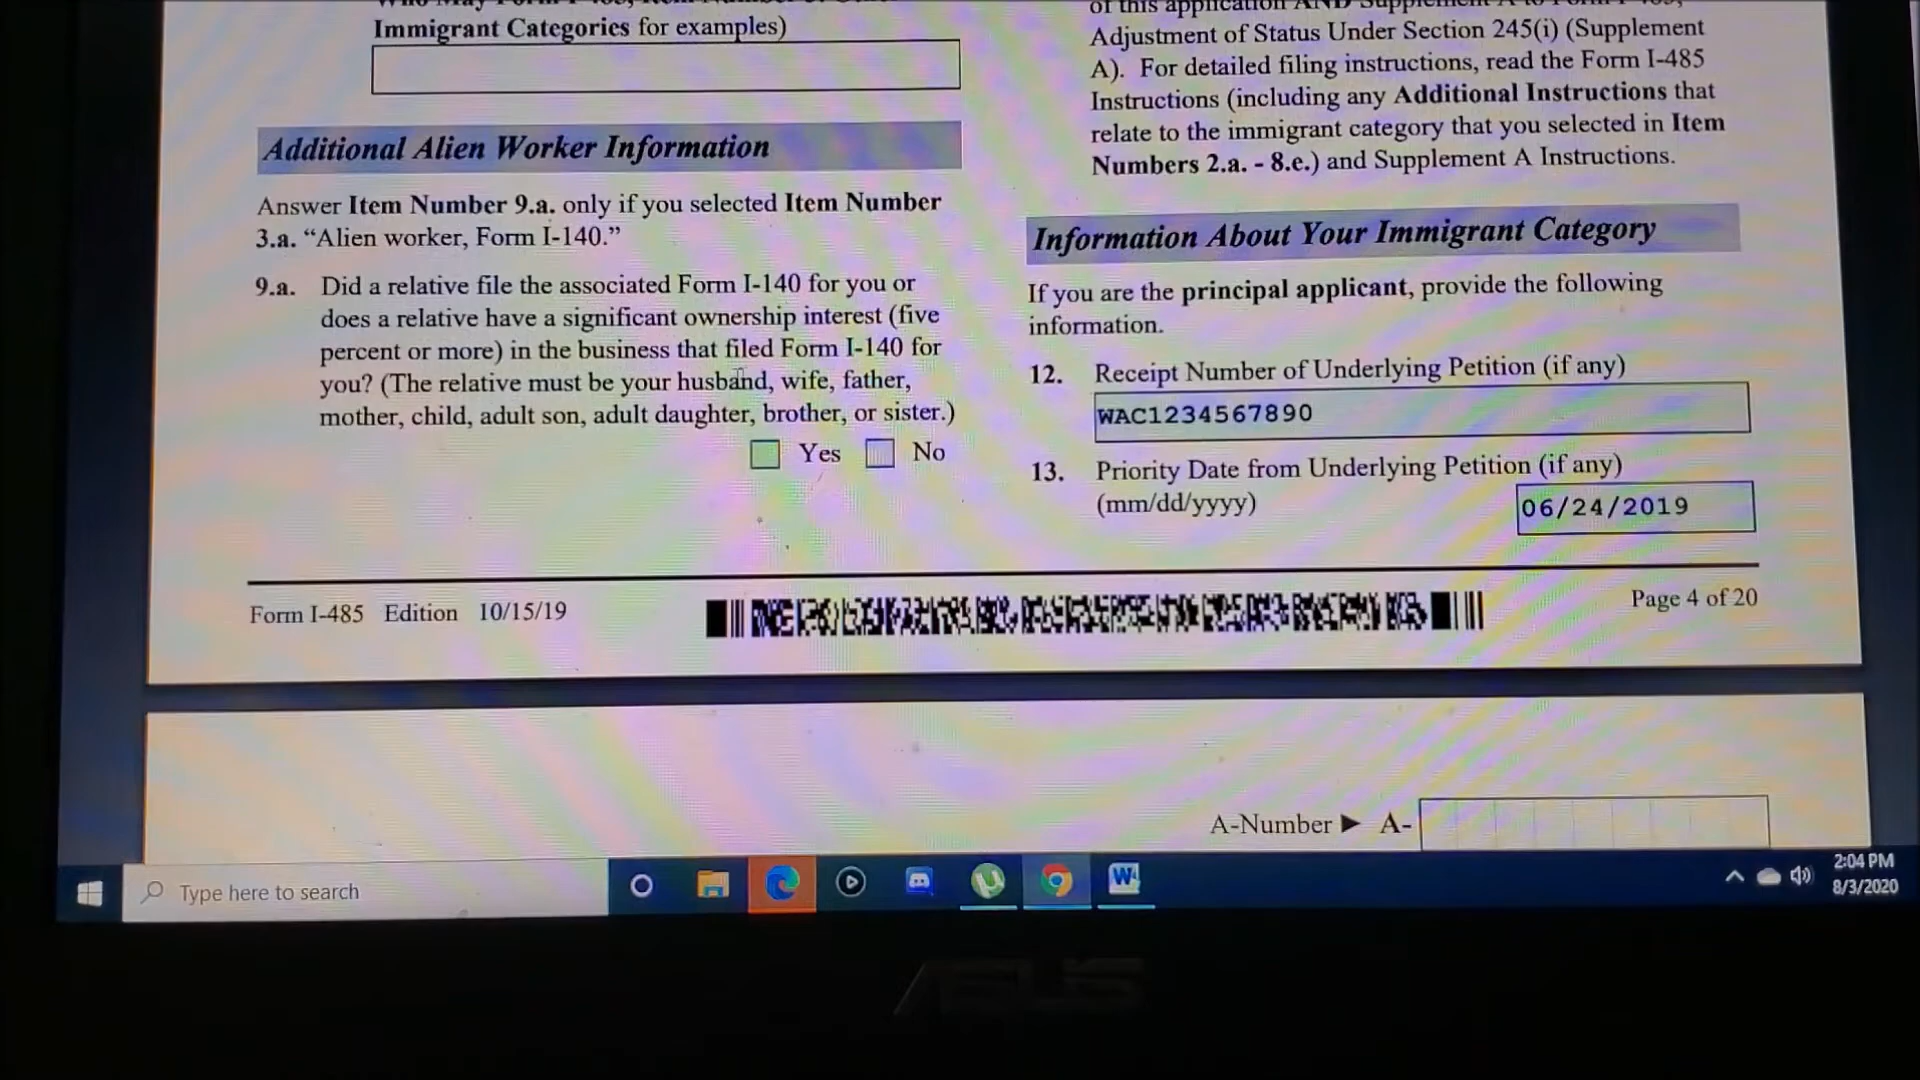 Immigrant Categories for examples)
Additional Alien Worker Information
Answer Item Number 9.a. only if you selected Item Number
3.a. “Alien worker, Form I-140.”
9.a. Did a relative file the associated Form I-140 for you or
does a relative have a significant ownership interest (five
percent or more) in the business that filed Form I-140 for
you? (The relative must be your husband, wife, father,
mother, child, adult son, adult daughter, brother, or sister.)
Yes No
of this application AND Supplement A to Form I-485,
Adjustment of Status Under Section 245(i) (Supplement
A). For detailed filing instructions, read the Form I-485
Instructions (including any Additional Instructions that
relate to the immigrant category that you selected in Item
Numbers 2.a. - 8.e.) and Supplement A Instructions.
Information About Your Immigrant Category
If you are the principal applicant, provide the following
information.
12. Receipt Number of Underlying Petition (if any)
WAC1234567890
13. Priority Date from Underlying Petition (if any)
(mm/dd/yyyy)
06/24/2019
Form I-485 Edition 10/15/19
Page 4 of 20
A-Number ► A-
Type here to search
2:04 PM
8/3/2020
ASUS